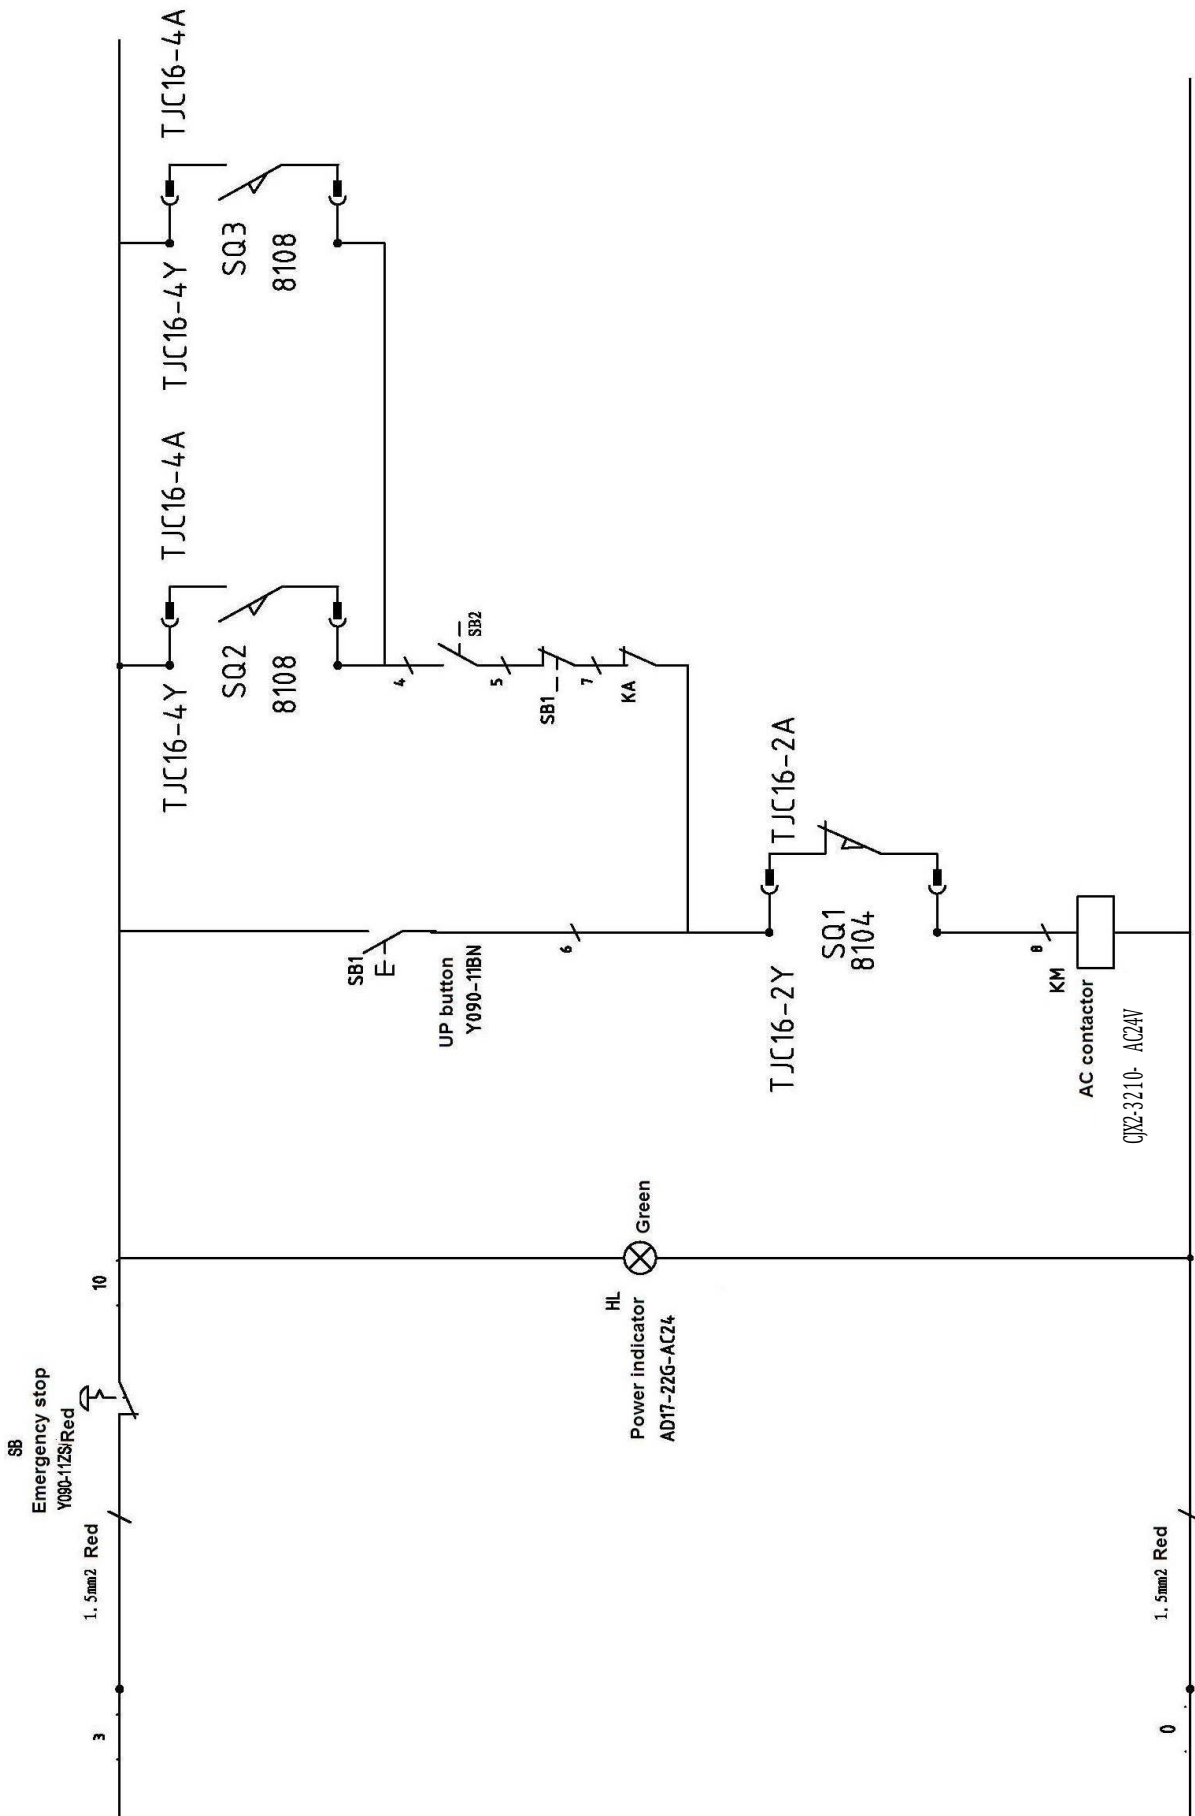 3
1.5mm2 Red
SB
Emergency stop
Y090-11ZS/Red
10
HL
Power indicator
AD17-22G-AC24
Green
SB1
E
UP button
Y090-11BN
6
TJC16-4Y
TJC16-4A
SQ2
8108
TJC16-4Y
TJC16-4A
SQ3
8108
4
SB2
5
SB1
7
KA
TJC16-2Y
TJC16-2A
SQ1
8104
8
KM
AC contactor
CJX2-3210- AC24V
0
1.5mm2 Red